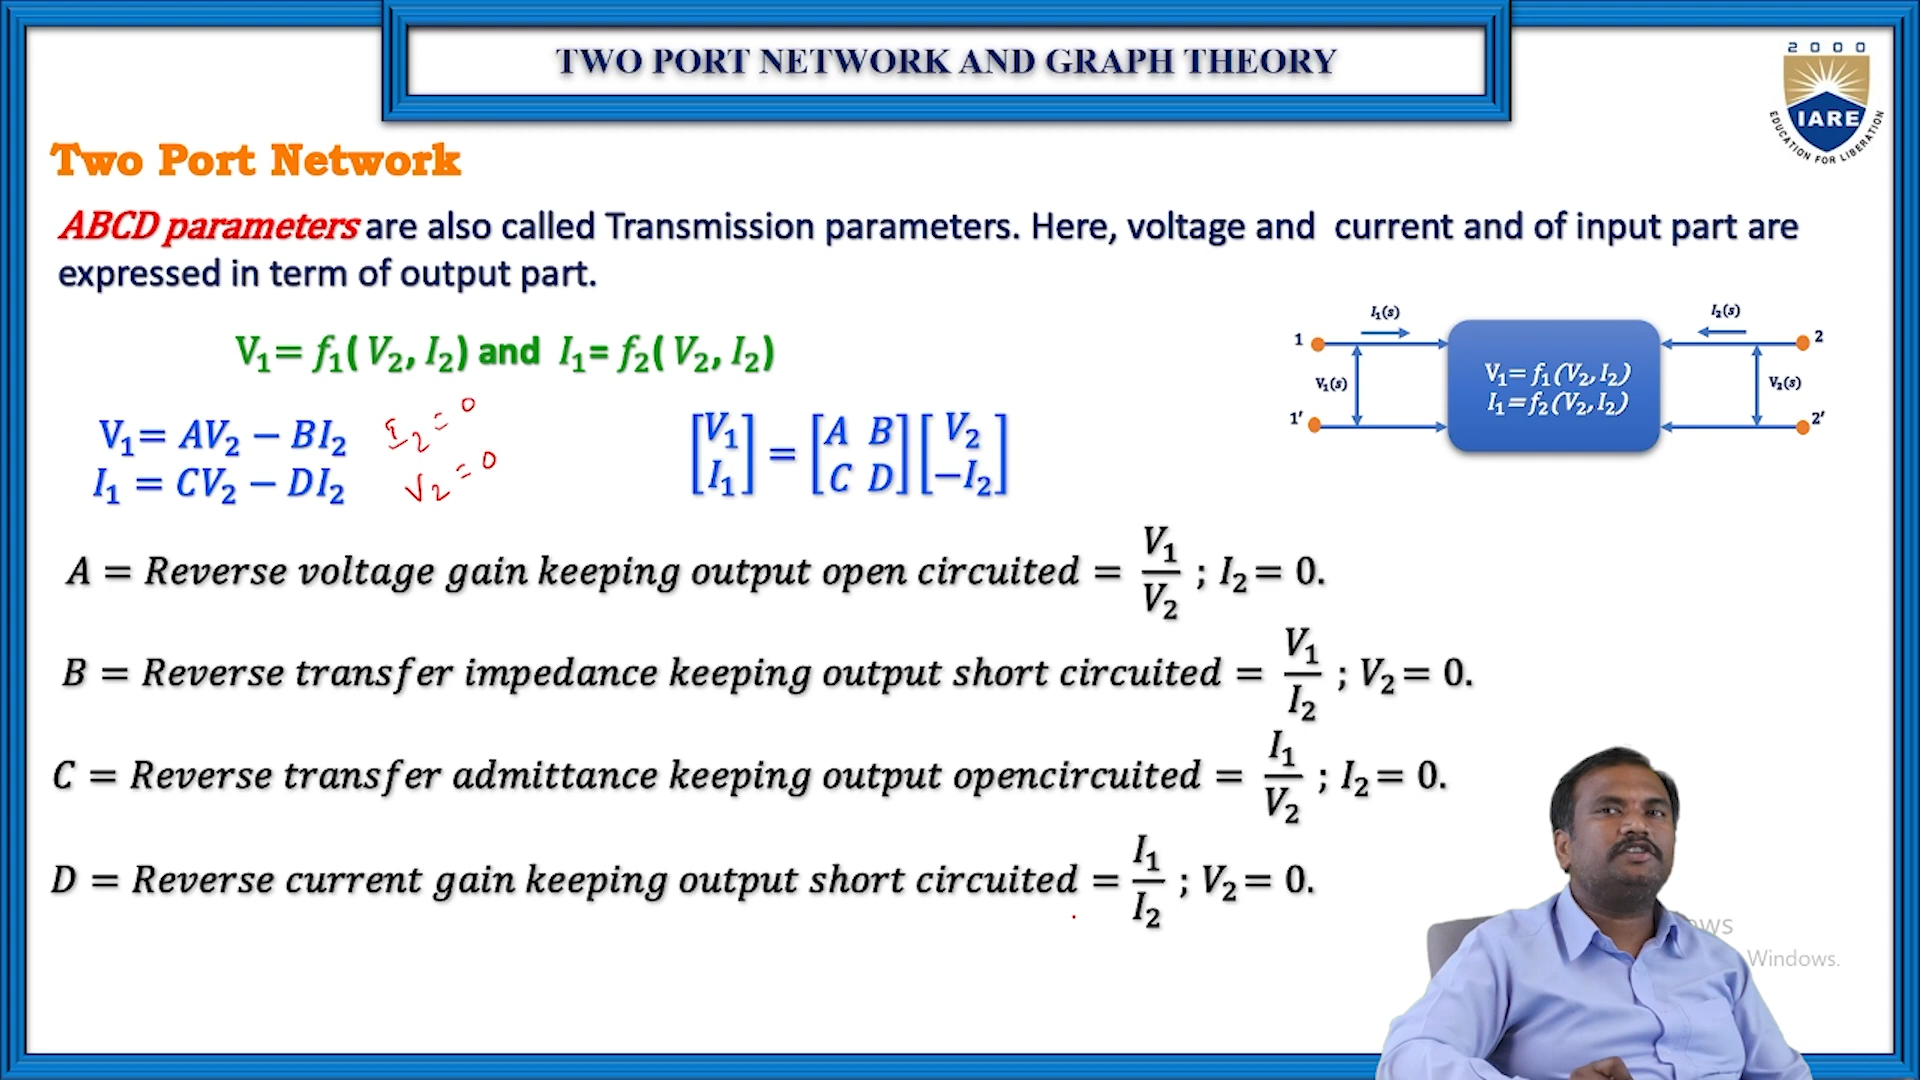 TWO PORT NETWORK AND GRAPH THEORY
2000
IARE
EDUCATION FOR LIBERATION
Two Port Network
ABCD parameters are also called Transmission parameters. Here, voltage and current and of input part are
expressed in term of output part.
V₁= f₁( V₂, I₂) and I₁= f₂( V₂, I₂)
V₁= AV₂ − BI₂
I₁ = CV₂ − DI₂
I₂ = 0
V₂ = 0
[V₁ I₁] = [A B C D] [V₂ −I₂]
I₁(s)
I₂(s)
1
2
V₁(s)
V₁= f₁(V₂, I₂)
I₁=f₂(V₂, I₂)
V₂(s)
1'
2'
A = Reverse voltage gain keeping output open circuited = V₁/V₂ ; I₂= 0.
B = Reverse transfer impedance keeping output short circuited = V₁/I₂ ; V₂= 0.
C = Reverse transfer admittance keeping output opencircuited = I₁/V₂ ; I₂= 0.
D = Reverse current gain keeping output short circuited = I₁/I₂ ; V₂= 0.
Windows.